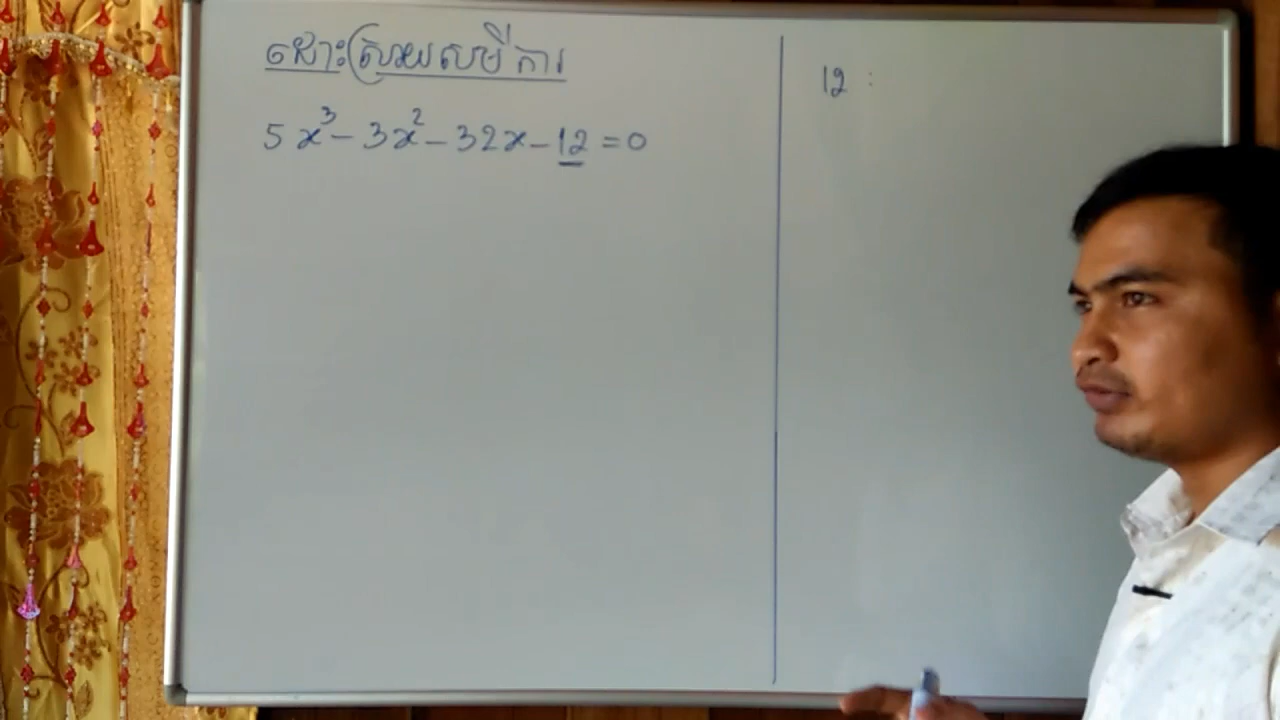 ដោះស្រាយសមីការ
5x³ - 3x² - 32x - 12 = 0
12 :